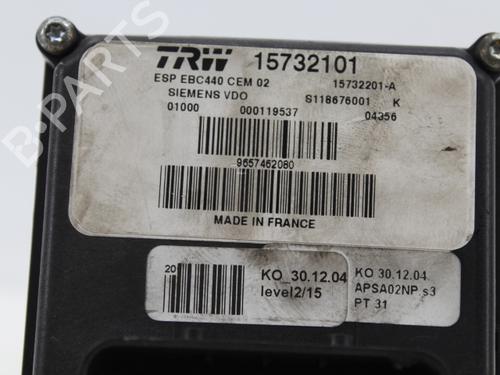 TRW 15732101
ESP EBC440 CEM 02 15732201-A
SIEMENS VDO S118676001 K
01000 000119537 04356
9657462080
MADE IN FRANCE
20
KO_30.12.04
level2/15
KO 30.12.04
APSA02NP.s3
PT 31